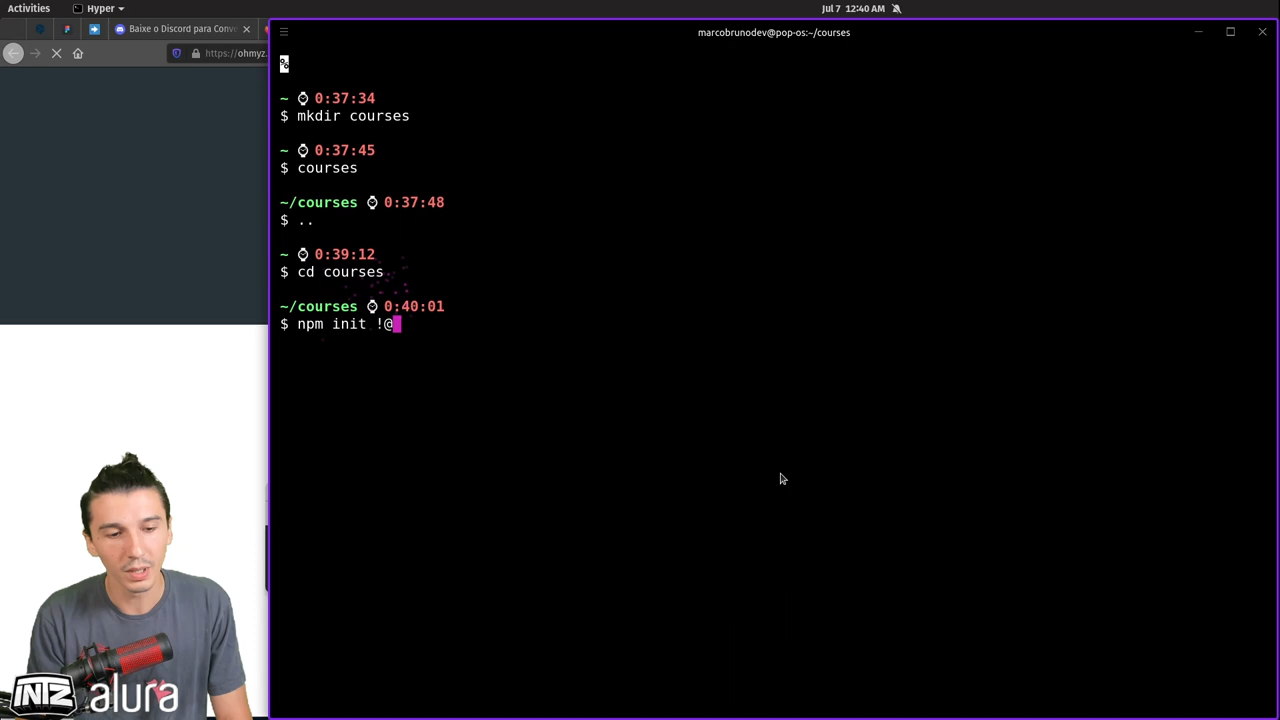 Activities
Hyper
Jul 7 12:40 AM
Baixe o Discord para Conve
https://ohmyz.
marcobrunodev@pop-os:~/courses
%
~ 0:37:34
$ mkdir courses
~ 0:37:45
$ courses
~/courses 0:37:48
$ ..
~ 0:39:12
$ cd courses
~/courses 0:40:01
$ npm init !@
INTZ alura